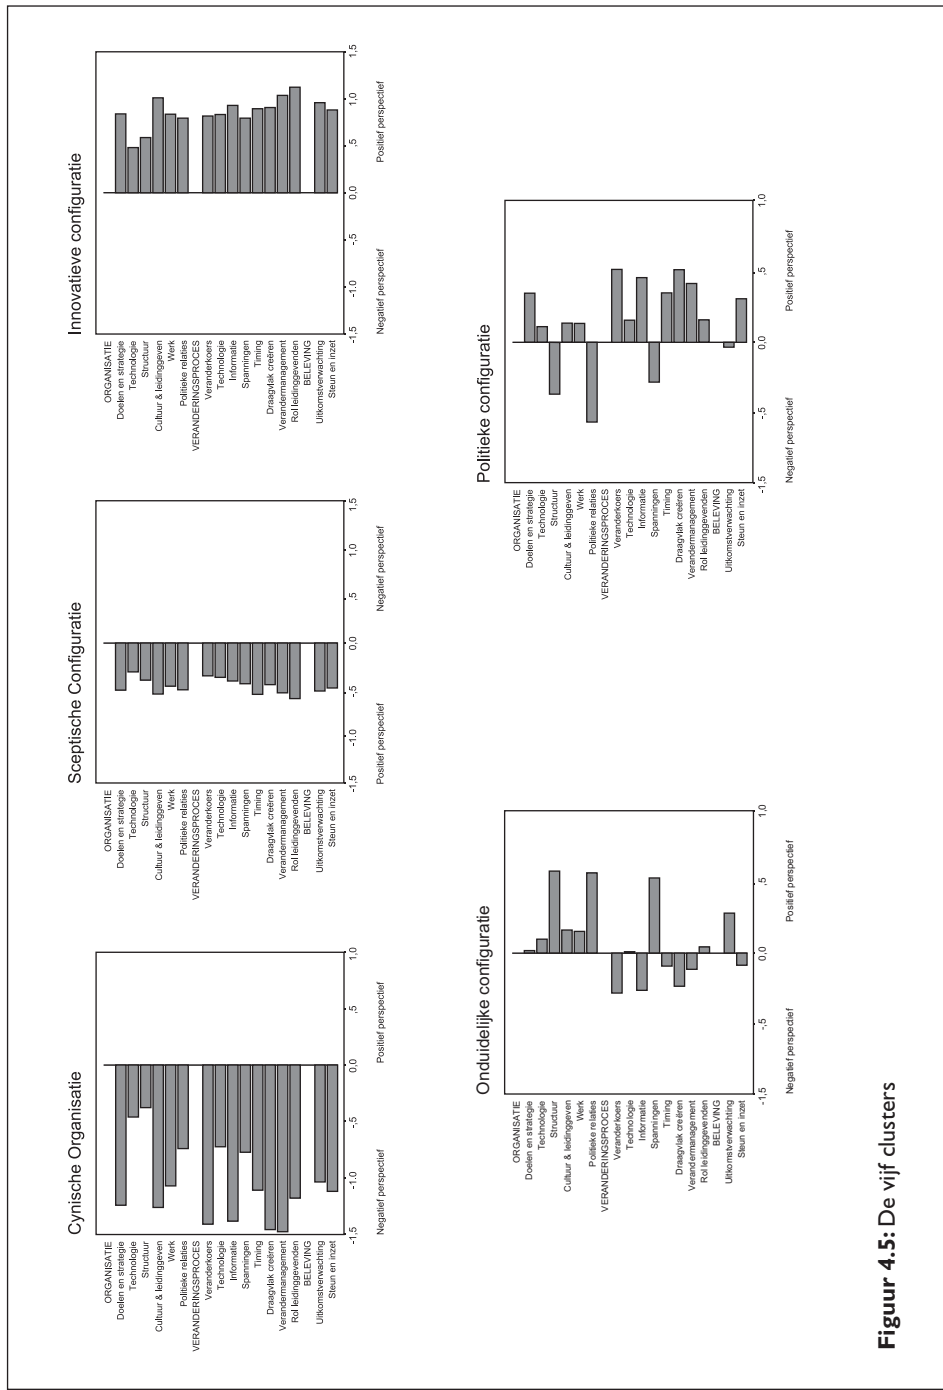 Cynische Organisatie
ORGANISATIE
Doelen en strategie
Technologie
Structuur
Cultuur & leidinggeven
Werk
Politieke relaties
VERANDERINGSPROCES
Veranderkoers
Technologie
Informatie
Spanningen
Timing
Draagvlak creëren
Verandermanagement
Rol leidinggevenden
BELEVING
Uitkomstverwachting
Steun en inzet
-1,5 -1,0 -,5 0,0 ,5 1,0
Negatief perspectief Positief perspectief
Sceptische Configuratie
ORGANISATIE
Doelen en strategie
Technologie
Structuur
Cultuur & leidinggeven
Werk
Politieke relaties
VERANDERINGSPROCES
Veranderkoers
Technologie
Informatie
Spanningen
Timing
Draagvlak creëren
Verandermanagement
Rol leidinggevenden
BELEVING
Uitkomstverwachting
Steun en inzet
-1,5 -1,0 -,5 0,0 ,5 1,0 1,5
Positief perspectief Negatief perspectief
Innovatieve configuratie
ORGANISATIE
Doelen en strategie
Technologie
Structuur
Cultuur & leidinggeven
Werk
Politieke relaties
VERANDERINGSPROCES
Veranderkoers
Technologie
Informatie
Spanningen
Timing
Draagvlak creëren
Verandermanagement
Rol leidinggevenden
BELEVING
Uitkomstverwachting
Steun en inzet
-1,5 -1,0 -,5 0,0 ,5 1,0 1,5
Negatief perspectief Positief perspectief
Onduidelijke configuratie
ORGANISATIE
Doelen en strategie
Technologie
Structuur
Cultuur & leidinggeven
Werk
Politieke relaties
VERANDERINGSPROCES
Veranderkoers
Technologie
Informatie
Spanningen
Timing
Draagvlak creëren
Verandermanagement
Rol leidinggevenden
BELEVING
Uitkomstverwachting
Steun en inzet
-1,5 -,5 0,0 ,5 1,0
Negatief perspectief Positief perspectief
Politieke configuratie
ORGANISATIE
Doelen en strategie
Technologie
Structuur
Cultuur & leidinggeven
Werk
Politieke relaties
VERANDERINGSPROCES
Veranderkoers
Technologie
Informatie
Spanningen
Timing
Draagvlak creëren
Verandermanagement
Rol leidinggevenden
BELEVING
Uitkomstverwachting
Steun en inzet
-1,5 -,5 0,0 ,5 1,0
Negatief perspectief Positief perspectief
Figuur 4.5: De vijf clusters